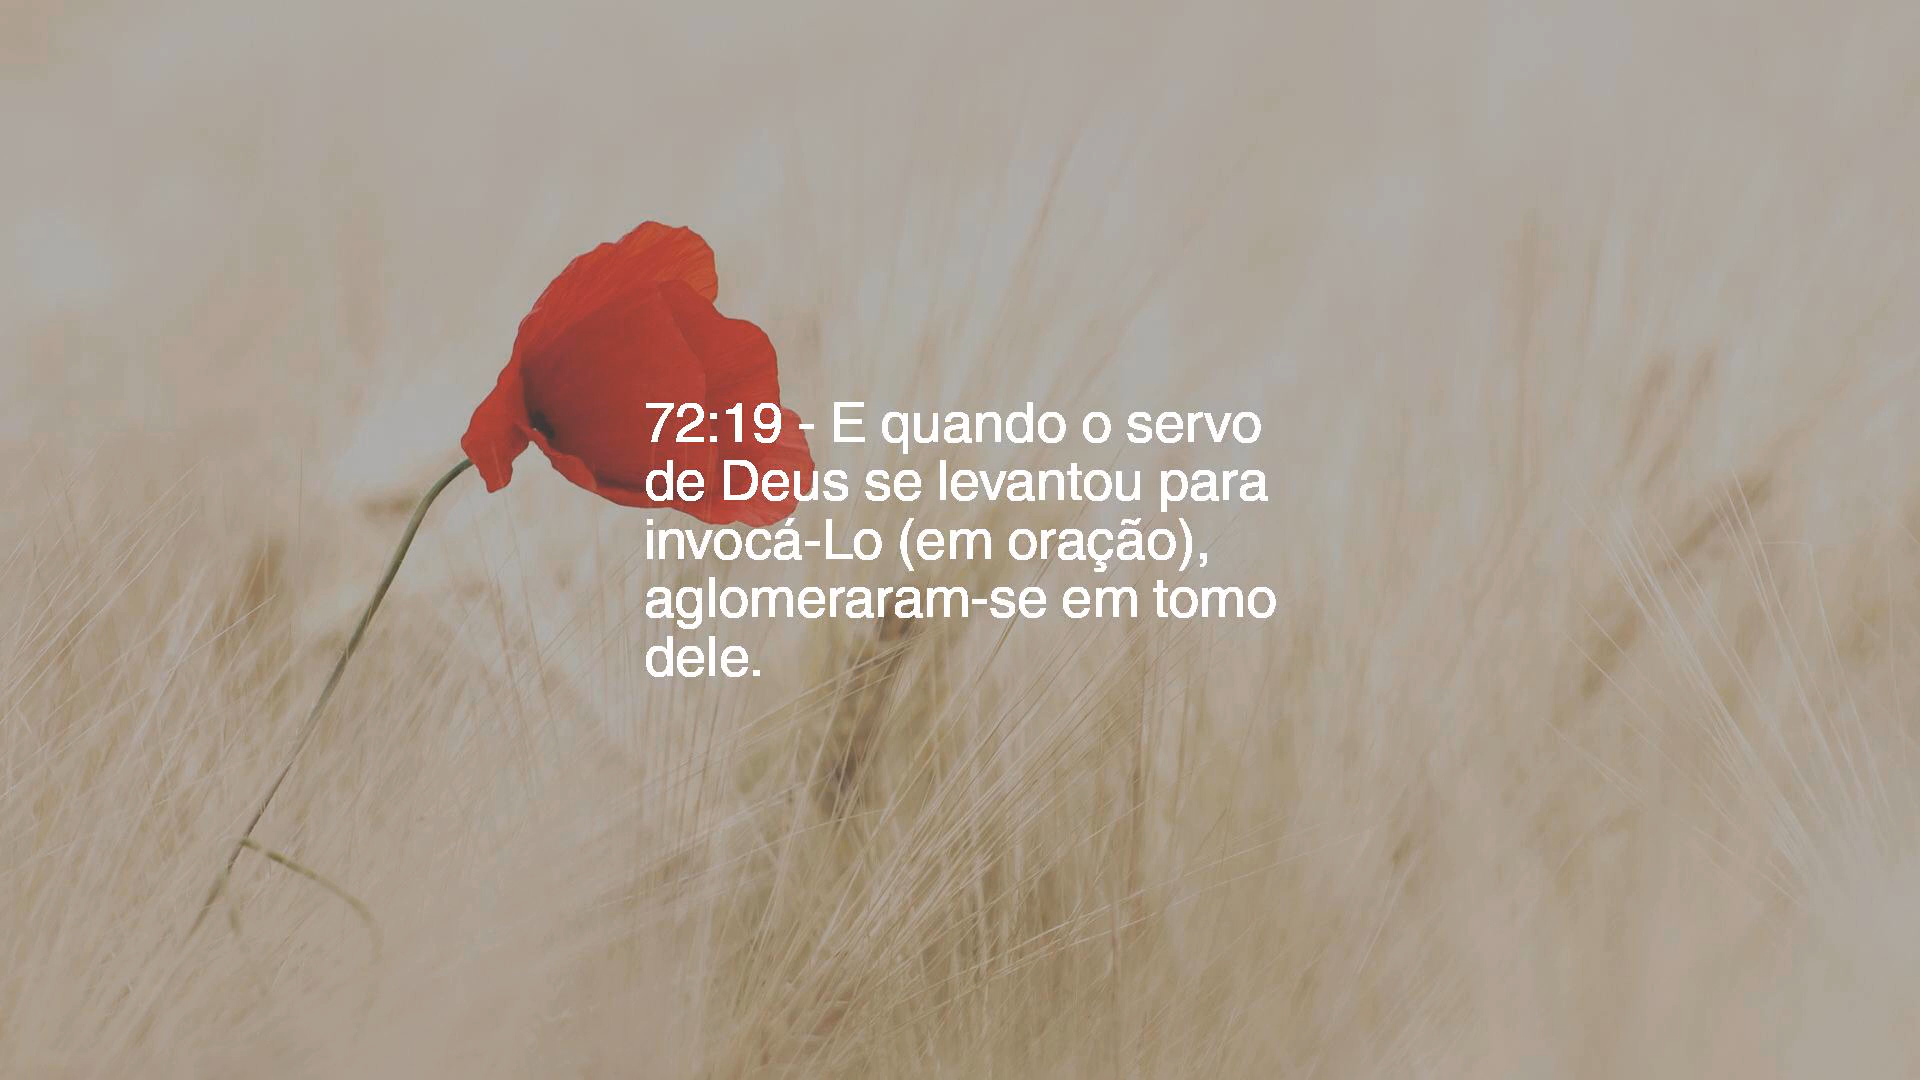 72:19 - E quando o servo
de Deus se levantou para
invocá-Lo (em oração),
aglomeraram-se em tomo
dele.